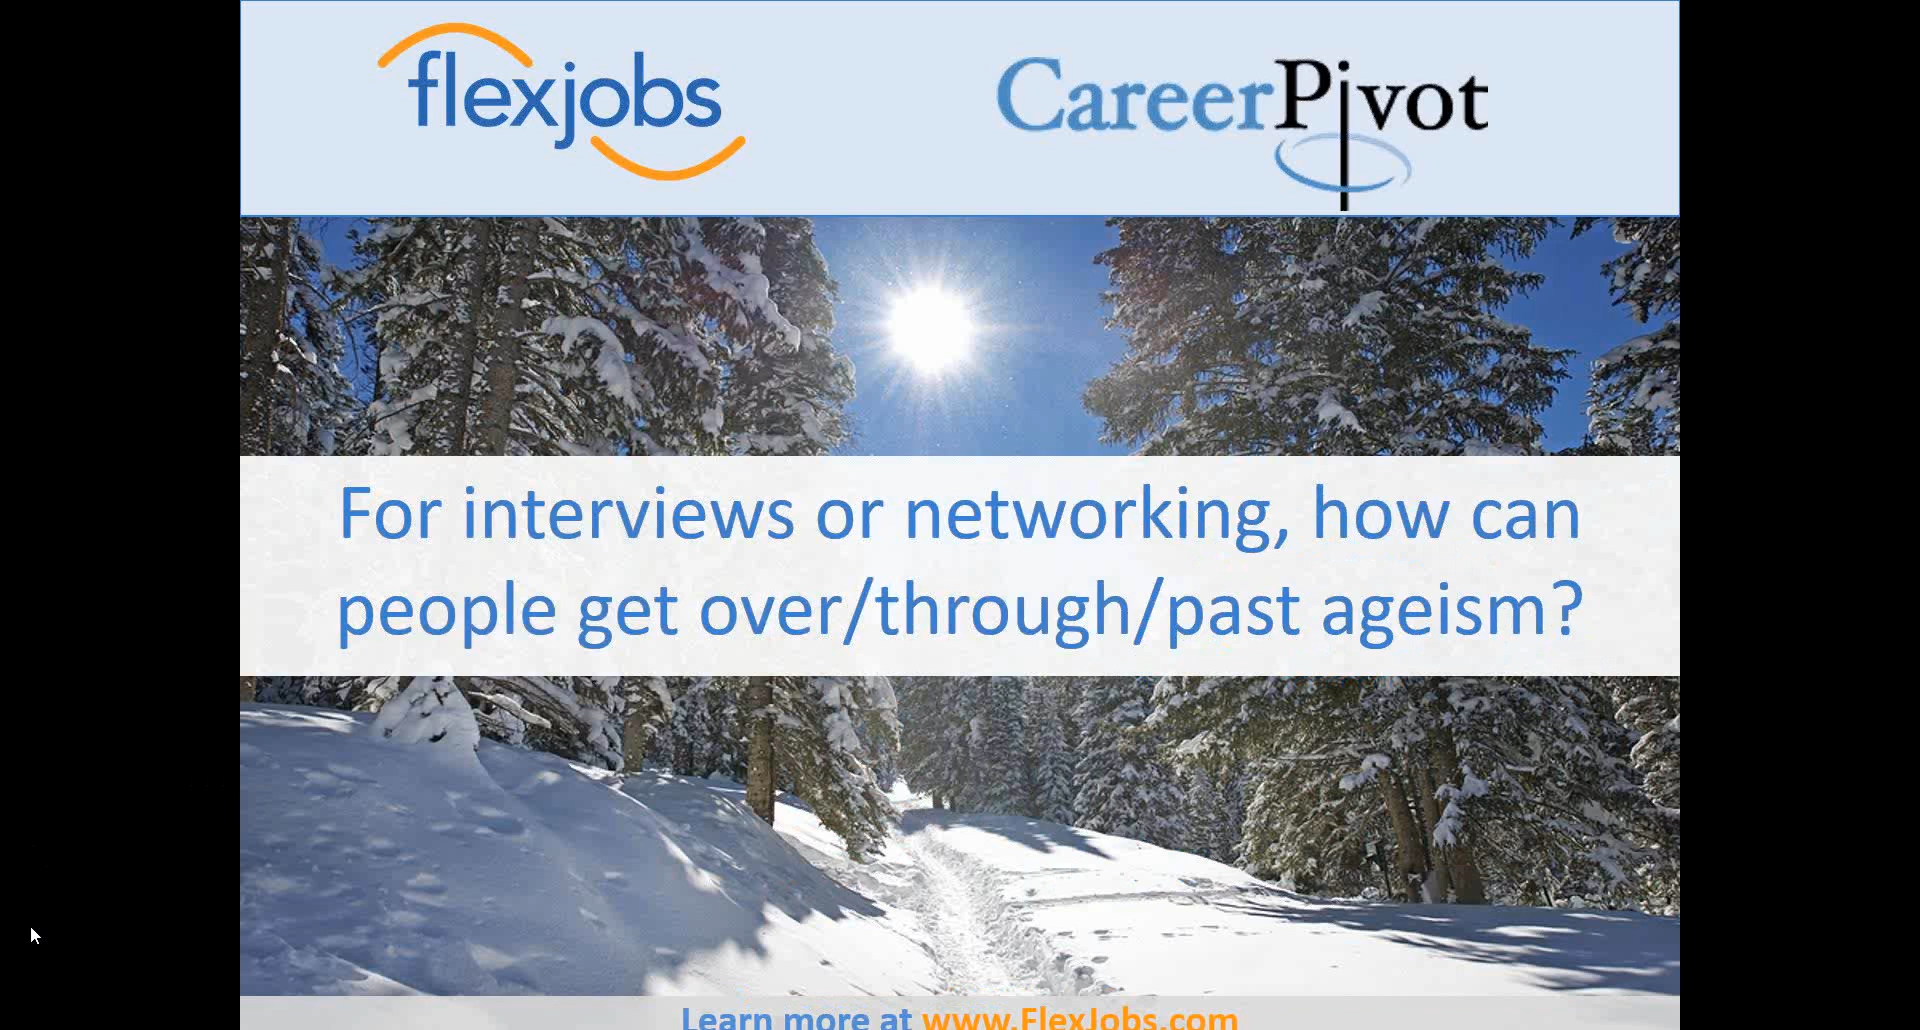 flexjobs
CareerPivot
For interviews or networking, how can
people get over/through/past ageism?
Learn more at www.FlexJobs.com